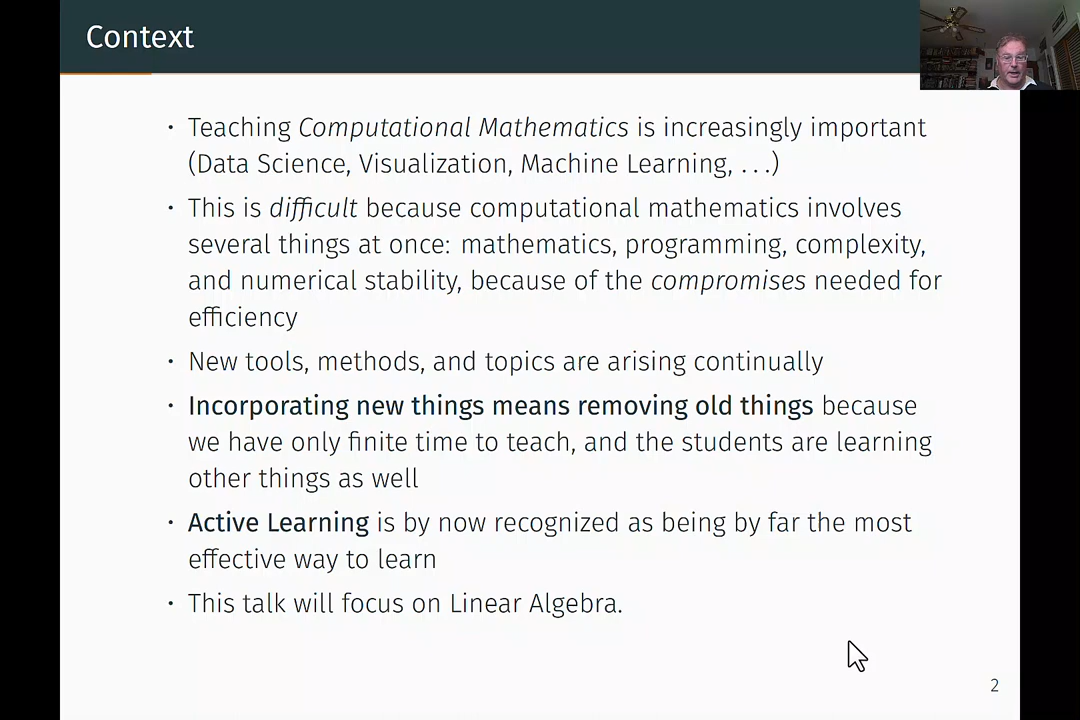 Context
• Teaching Computational Mathematics is increasingly important
(Data Science, Visualization, Machine Learning, ...)
• This is difficult because computational mathematics involves
several things at once: mathematics, programming, complexity,
and numerical stability, because of the compromises needed for
efficiency
• New tools, methods, and topics are arising continually
• Incorporating new things means removing old things because
we have only finite time to teach, and the students are learning
other things as well
• Active Learning is by now recognized as being by far the most
effective way to learn
• This talk will focus on Linear Algebra.
2